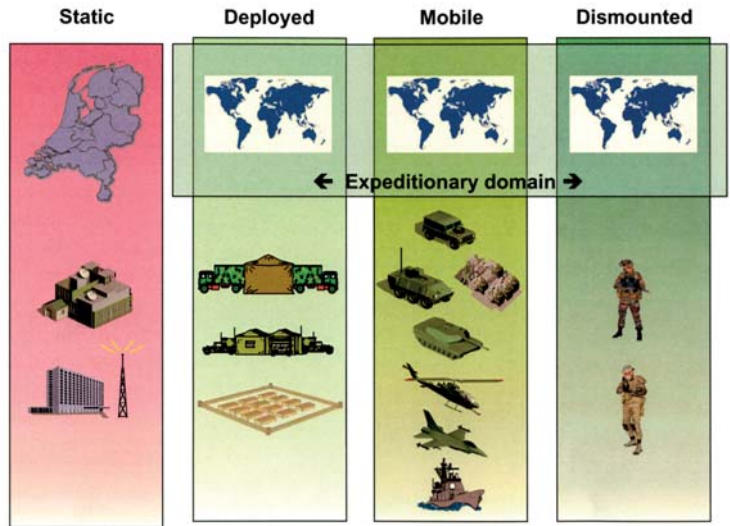 Static Deployed Mobile Dismounted
← Expeditionary domain →